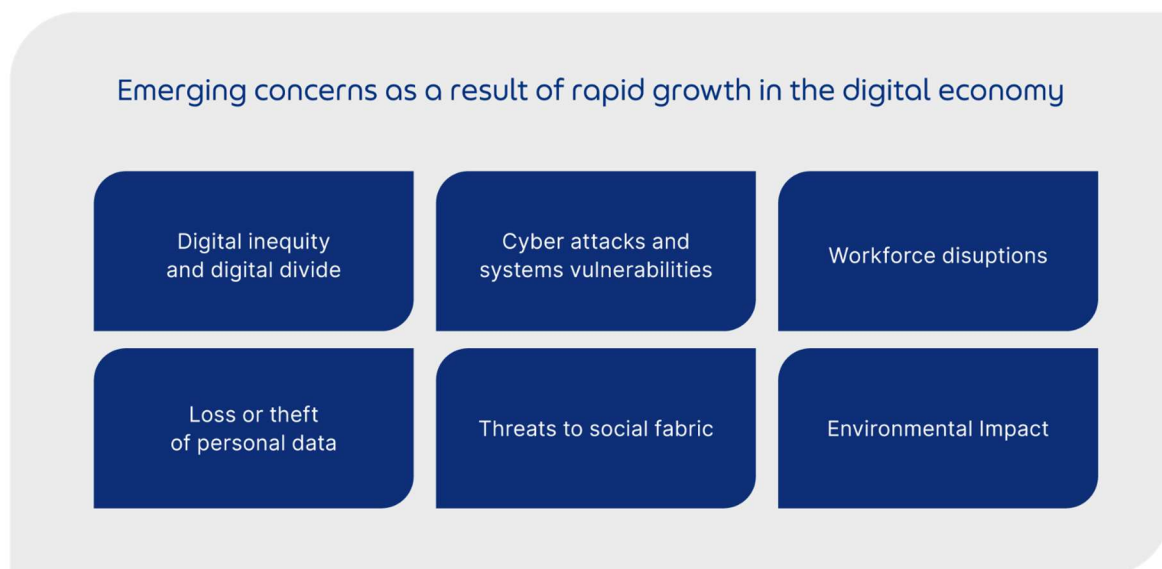 Emerging concerns as a result of rapid growth in the digital economy
Digital inequity
and digital divide
Cyber attacks and
systems vulnerabilities
Workforce disuptions
Loss or theft
of personal data
Threats to social fabric
Environmental Impact